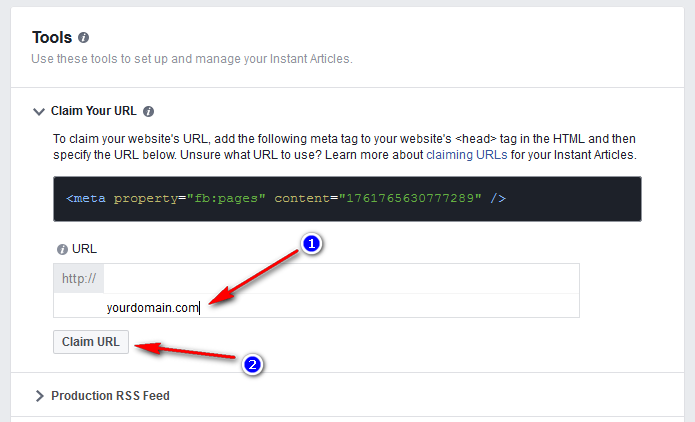 Tools
Use these tools to set up and manage your Instant Articles.
Claim Your URL
To claim your website's URL, add the following meta tag to your website's <head> tag in the HTML and then
specify the URL below. Unsure what URL to use? Learn more about claiming URLs for your Instant Articles.
<meta property="fb:pages" content="1761765630777289" />
URL
1
http://
yourdomain.com
Claim URL
2
Production RSS Feed